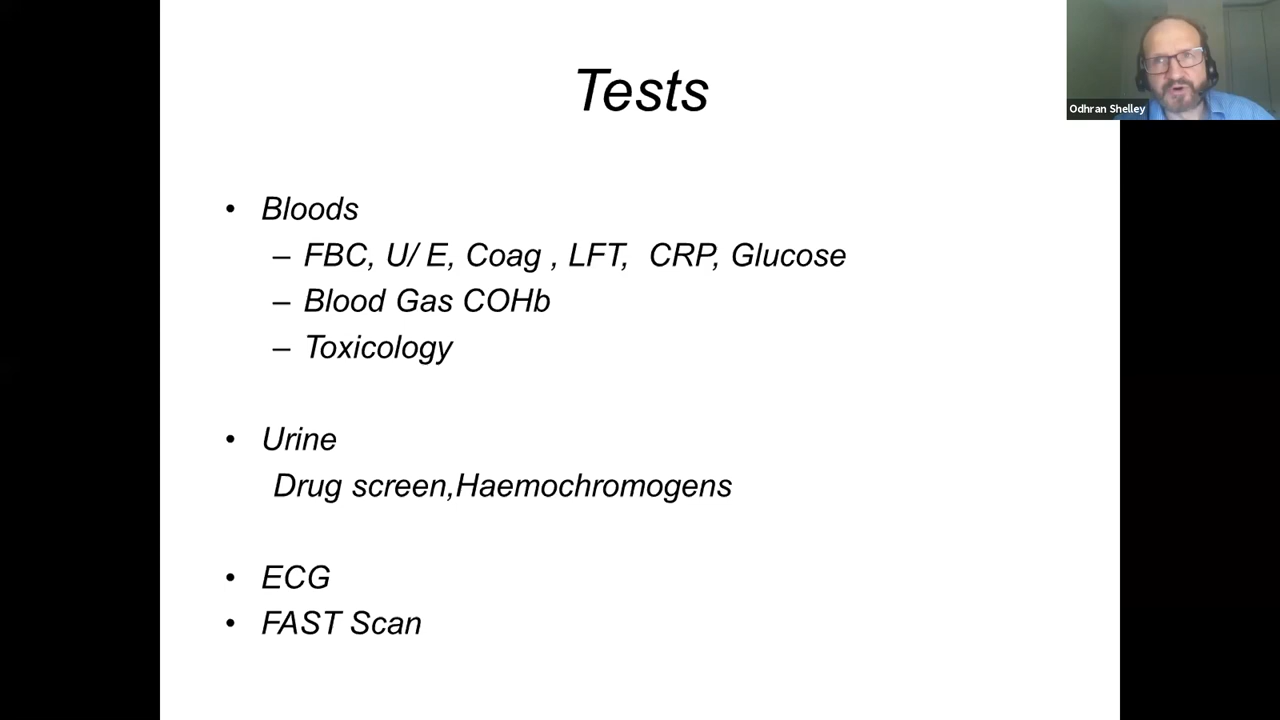 Tests
Odhran Shelley
• Bloods
– FBC, U/ E, Coag , LFT, CRP, Glucose
– Blood Gas COHb
– Toxicology
• Urine
Drug screen,Haemochromogens
• ECG
• FAST Scan